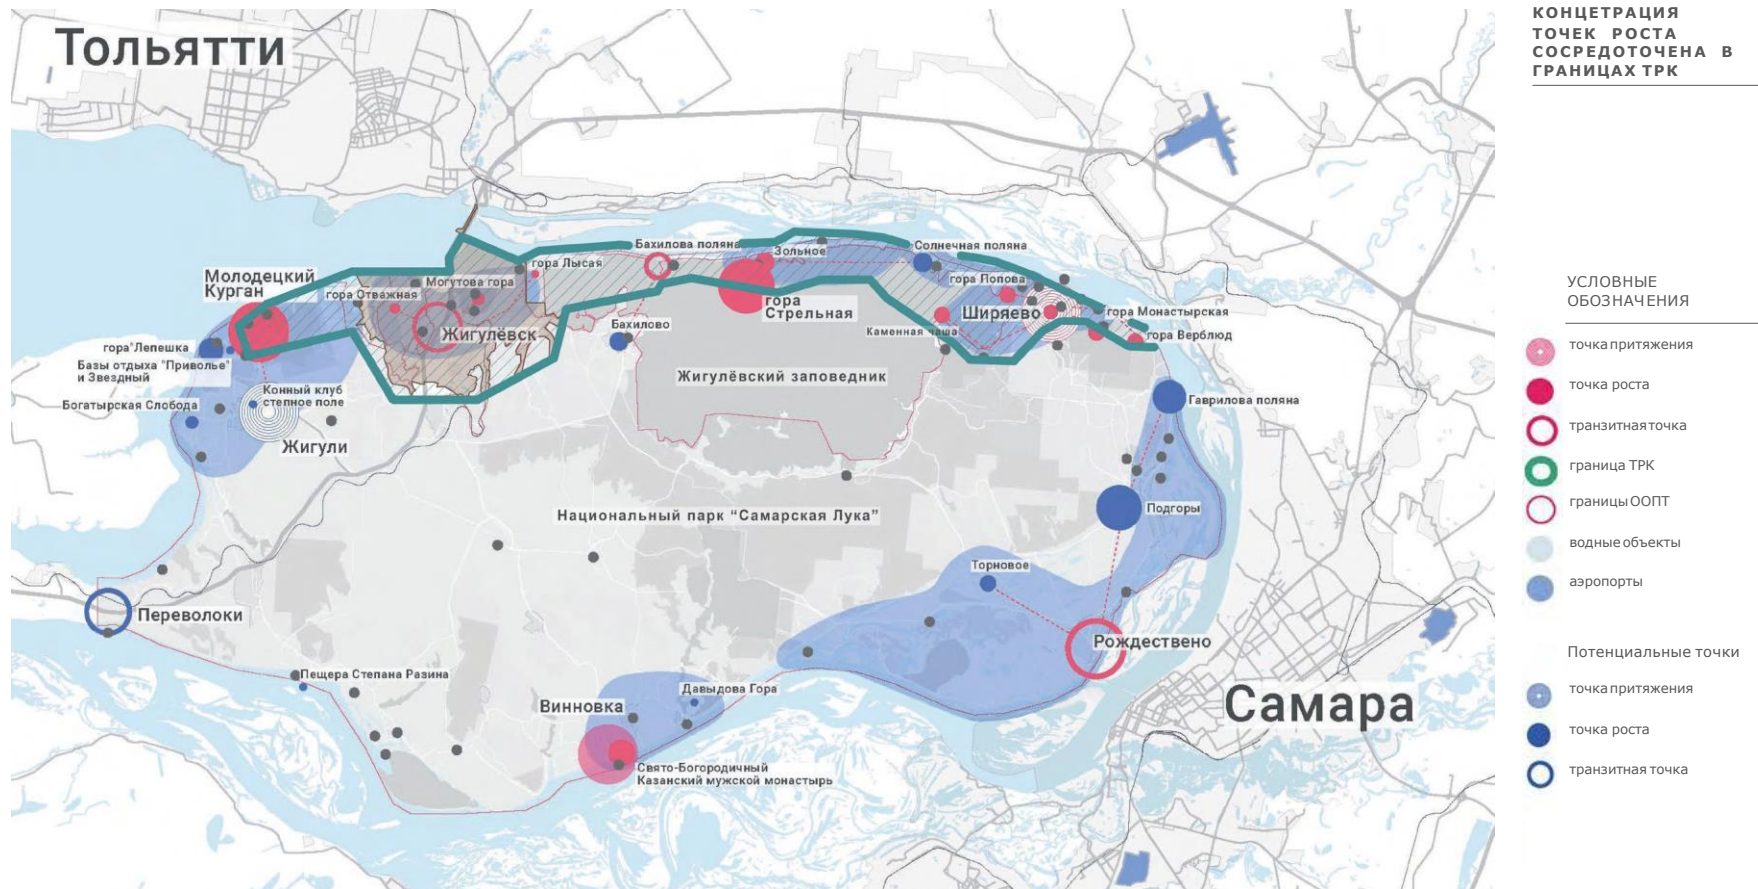 Тольятти
КОНЦЕТРАЦИЯ
ТОЧЕК РОСТА
СОСРЕДОТОЧЕНА В
ГРАНИЦАХ ТРК
Бахилова поляна
Зольное
Солнечная поляна
гора Лысая
Молодецкий
Курган
Могутова гора
гора Отважная
гора Попова
гора
Стрельная
Ширяево
гора Монастырская
Жигулёвск
Бахилово
Каменная чаша
гора Верблюд
гора"Лепешка
Базы отдыха "Приволье"
и Звездный
Жигулёвский заповедник
Конный клуб
степное поле
Богатырская Слобода
Гаврилова поляна
Жигули
Национальный парк "Самарская Лука"
Подгоры
Торновое
Переволоки
Рождествено
Пещера Степана Разина
Давыдова Гора
Винновка
Самара
Свято-Богородичный
Казанский мужской монастырь
УСЛОВНЫЕ
ОБОЗНАЧЕНИЯ
точка притяжения
точка роста
транзитная точка
граница ТРК
границы ООПТ
водные объекты
аэропорты
Потенциальные точки
точка притяжения
точка роста
транзитная точка